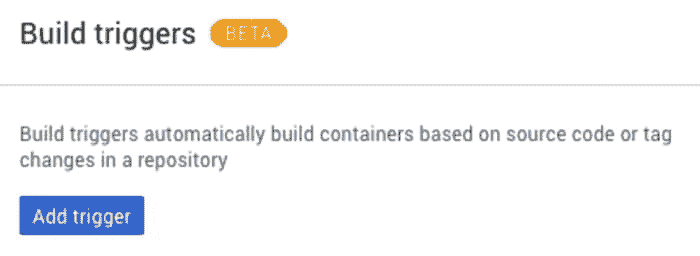 Build triggers BETA
Build triggers automatically build containers based on source code or tag
changes in a repository
Add trigger